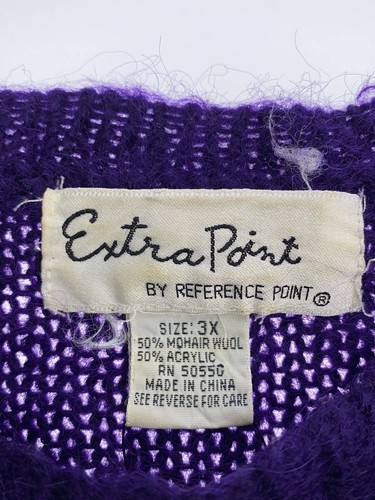 Extra Point
BY REFERENCE POINT®
SIZE: 3X
50% MOHAIR WUOL
50% ACRYLIC
RN 50550
MADE IN CHINA
SEE REVERSE FOR CARE